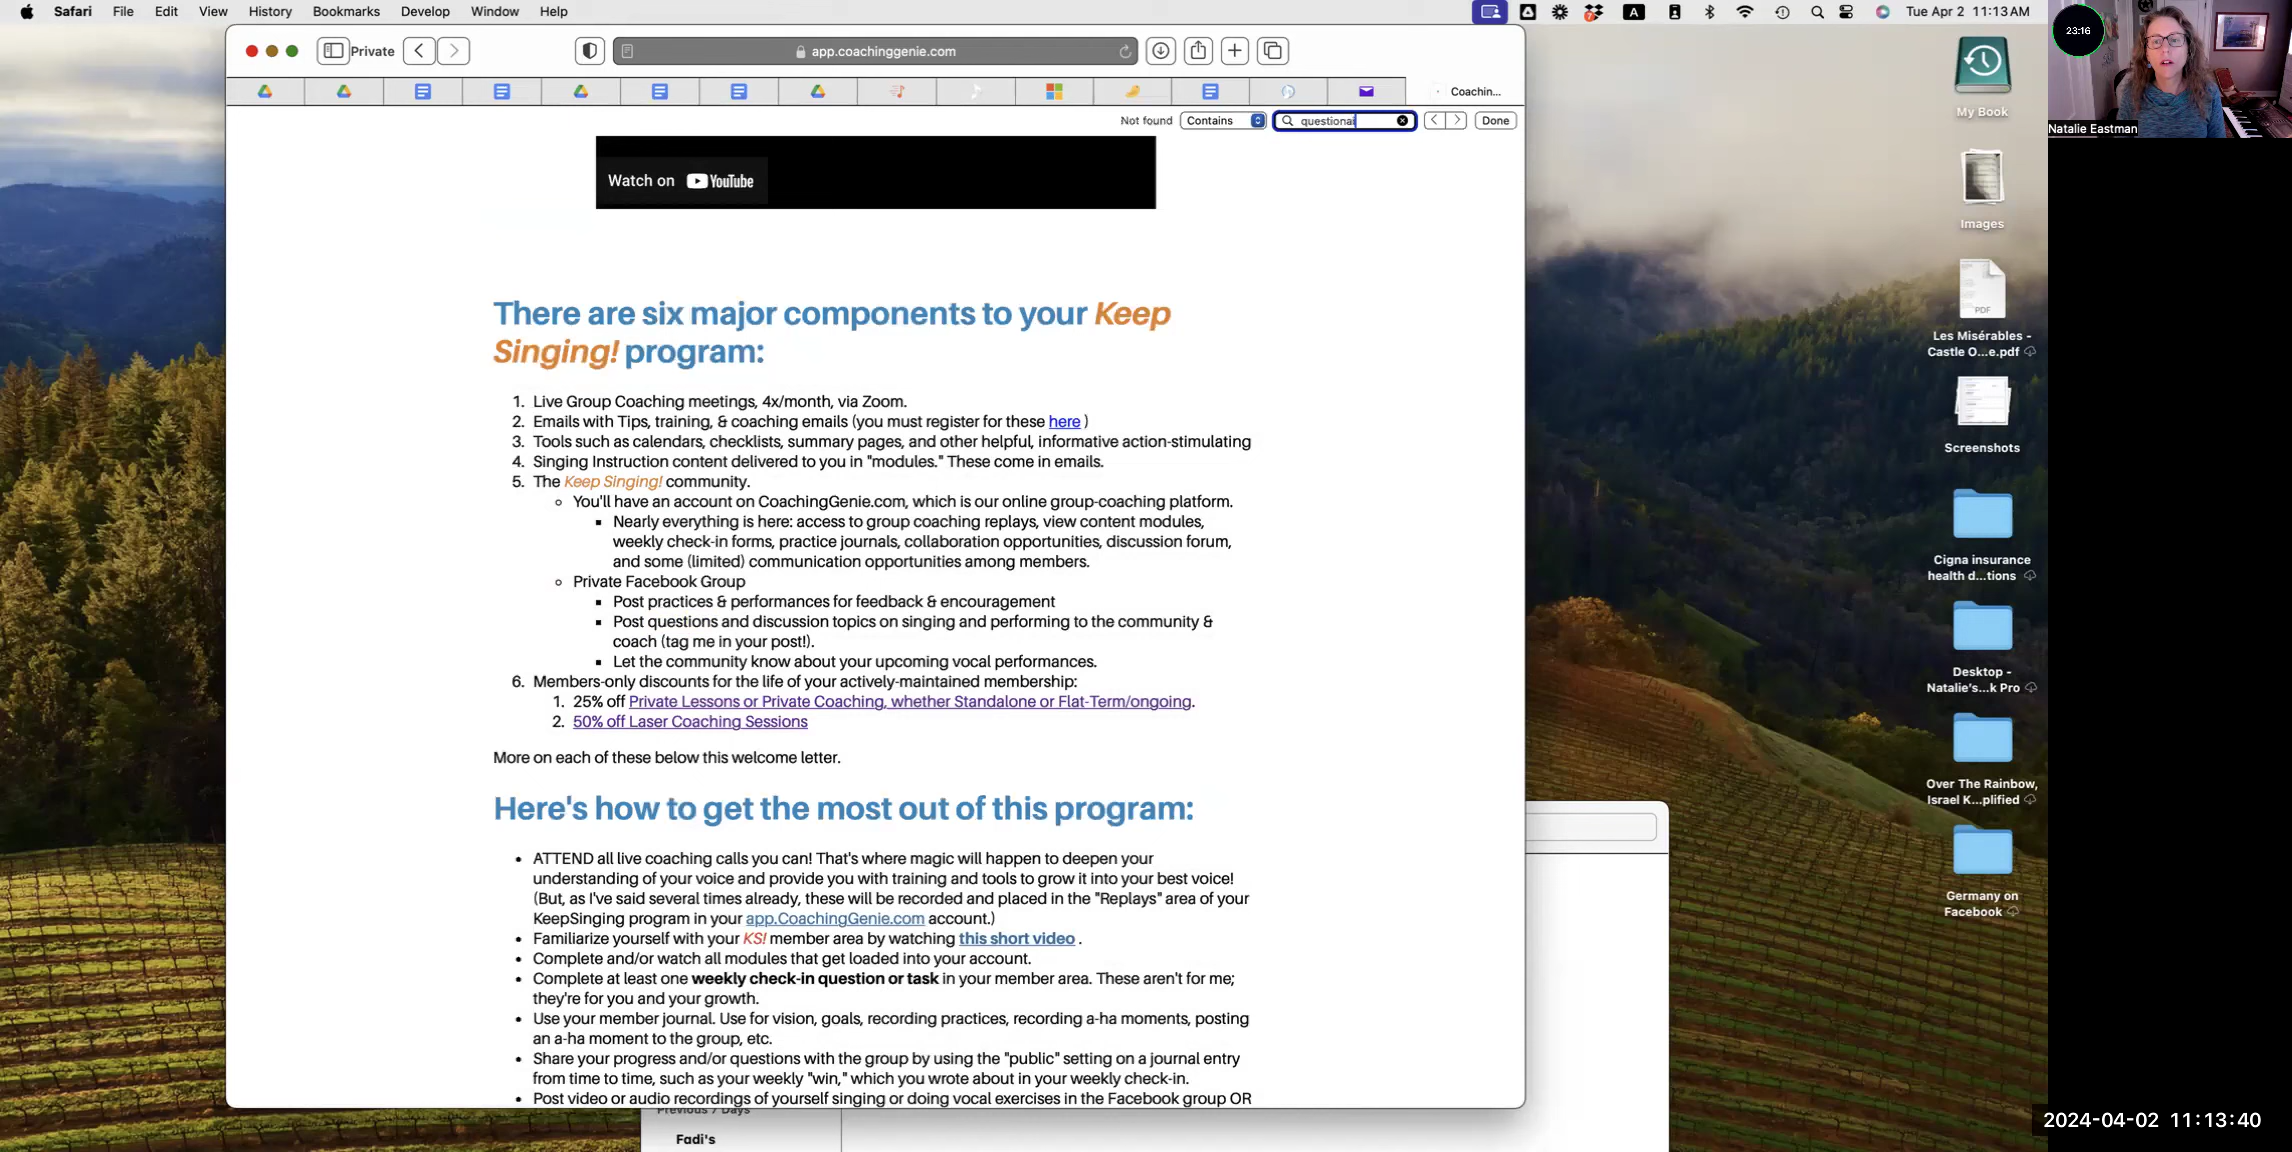 Safari File Edit View History Bookmarks Develop Window Help
A
Tue Apr 2 11:13 AM
Private
app.coachinggenie.com
Coachin...
Not found
Contains
questionai
Done
Watch on YouTube
There are six major components to your Keep
Singing! program:
1. Live Group Coaching meetings, 4x/month, via Zoom.
2. Emails with Tips, training, & coaching emails (you must register for these here )
3. Tools such as calendars, checklists, summary pages, and other helpful, informative action-stimulating
4. Singing Instruction content delivered to you in "modules." These come in emails.
5. The Keep Singing! community.
You'll have an account on CoachingGenie.com, which is our online group-coaching platform.
Nearly everything is here: access to group coaching replays, view content modules,
weekly check-in forms, practice journals, collaboration opportunities, discussion forum,
and some (limited) communication opportunities among members.
Private Facebook Group
Post practices & performances for feedback & encouragement
Post questions and discussion topics on singing and performing to the community &
coach (tag me in your post!).
Let the community know about your upcoming vocal performances.
6. Members-only discounts for the life of your actively-maintained membership:
1. 25% off Private Lessons or Private Coaching, whether Standalone or Flat-Term/ongoing.
2. 50% off Laser Coaching Sessions
More on each of these below this welcome letter.
Here's how to get the most out of this program:
ATTEND all live coaching calls you can! That's where magic will happen to deepen your
understanding of your voice and provide you with training and tools to grow it into your best voice!
(But, as I've said several times already, these will be recorded and placed in the "Replays" area of your
KeepSinging program in your app.CoachingGenie.com account.)
Familiarize yourself with your KS! member area by watching this short video .
Complete and/or watch all modules that get loaded into your account.
Complete at least one weekly check-in question or task in your member area. These aren't for me;
they're for you and your growth.
Use your member journal. Use for vision, goals, recording practices, recording a-ha moments, posting
an a-ha moment to the group, etc.
Share your progress and/or questions with the group by using the "public" setting on a journal entry
from time to time, such as your weekly "win," which you wrote about in your weekly check-in.
Post video or audio recordings of yourself singing or doing vocal exercises in the Facebook group OR
Previous 7 Days
Fadi's
My Book
Images
PDF
Les Misérables -
Castle O...e.pdf
Screenshots
Cigna insurance
health d...tions
Desktop -
Natalie's...k Pro
Over The Rainbow,
Israel K...plified
Germany on
Facebook
23:16
Natalie Eastman
2024-04-02 11:13:40